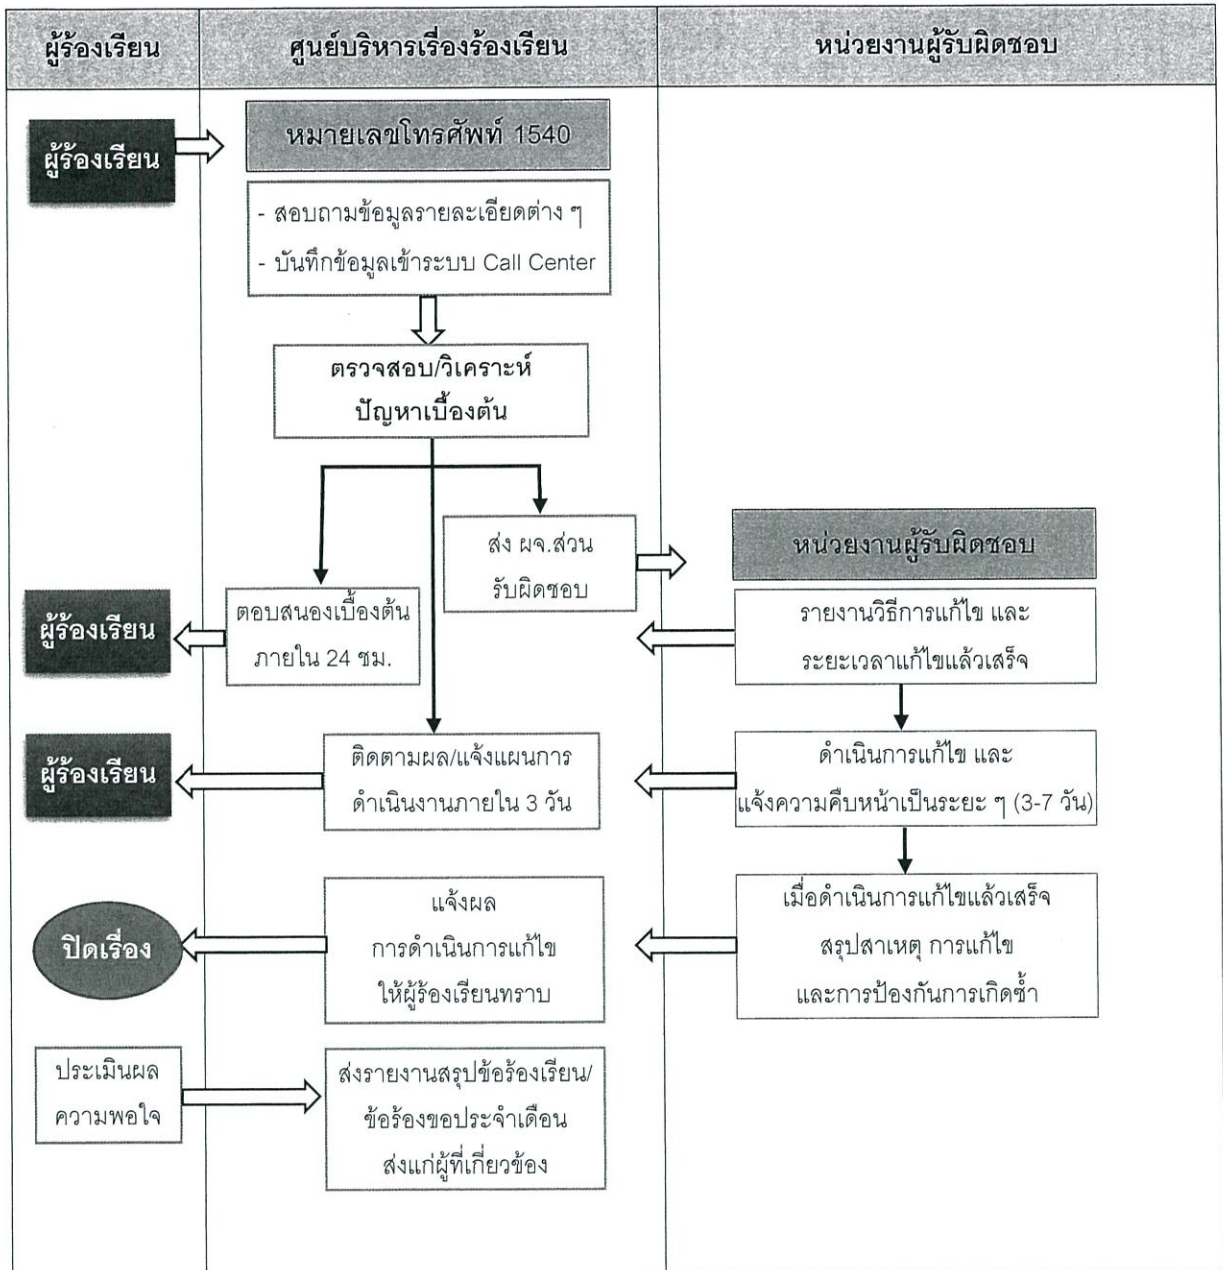 ผู้ร้องเรียน
ศูนย์บริหารเรื่องร้องเรียน
หน่วยงานผู้รับผิดชอบ
ผู้ร้องเรียน
หมายเลขโทรศัพท์ 1540
- สอบถามข้อมูลรายละเอียดต่าง ๆ
- บันทึกข้อมูลเข้าระบบ Call Center
ตรวจสอบ/วิเคราะห์
ปัญหาเบื้องต้น
ส่ง ผจ.ส่วน
รับผิดชอบ
หน่วยงานผู้รับผิดชอบ
ผู้ร้องเรียน
ตอบสนองเบื้องต้น
ภายใน 24 ชม.
รายงานวิธีการแก้ไข และ
ระยะเวลาแก้ไขแล้วเสร็จ
ผู้ร้องเรียน
ติดตามผล/แจ้งแผนการ
ดำเนินงานภายใน 3 วัน
ดำเนินการแก้ไข และ
แจ้งความคืบหน้าเป็นระยะ ๆ (3-7 วัน)
ปิดเรื่อง
แจ้งผล
การดำเนินการแก้ไข
ให้ผู้ร้องเรียนทราบ
เมื่อดำเนินการแก้ไขแล้วเสร็จ
สรุปสาเหตุ การแก้ไข
และการป้องกันการเกิดซ้ำ
ประเมินผล
ความพอใจ
ส่งรายงานสรุปข้อร้องเรียน/
ข้อร้องขอประจำเดือน
ส่งแก่ผู้ที่เกี่ยวข้อง